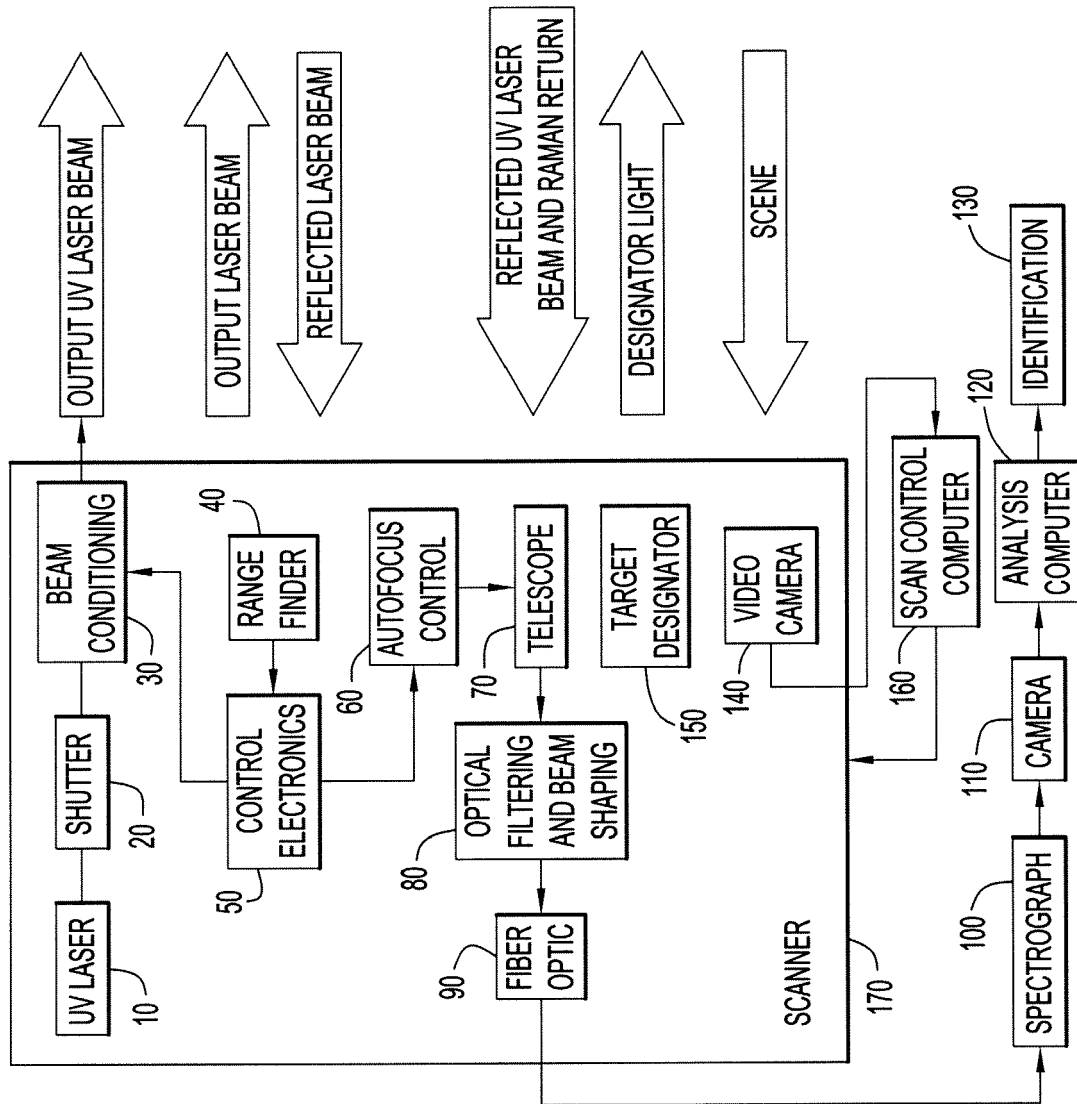 UV LASER
10
SHUTTER
20
BEAM
CONDITIONING
30
OUTPUT UV LASER BEAM
RANGE
FINDER
40
OUTPUT LASER BEAM
REFLECTED LASER BEAM
CONTROL
ELECTRONICS
50
AUTOFOCUS
CONTROL
60
TELESCOPE
70
OPTICAL
FILTERING
AND BEAM
SHAPING
80
FIBER
OPTIC
90
REFLECTED UV LASER
BEAM AND RAMAN RETURN
TARGET
DESIGNATOR
150
DESIGNATOR LIGHT
VIDEO
CAMERA
140
SCENE
SCANNER
170
SCAN CONTROL
COMPUTER
160
SPECTROGRAPH
100
CAMERA
110
ANALYSIS
COMPUTER
120
IDENTIFICATION
130